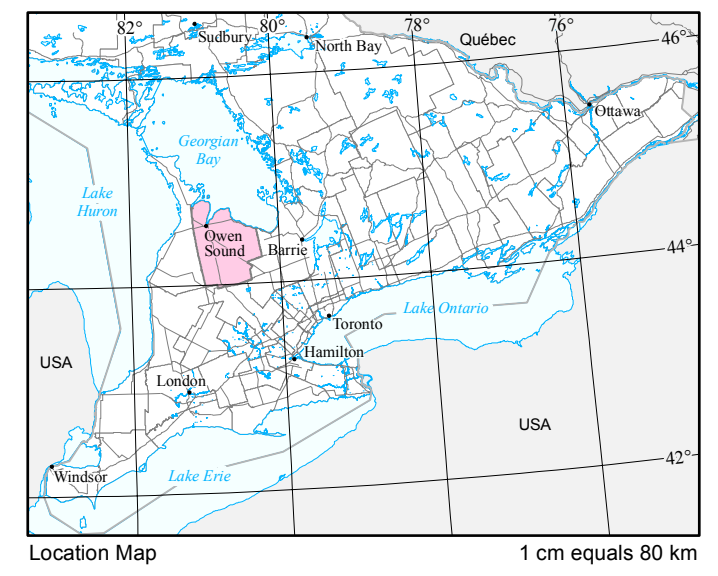 82
80°
78°
76°
46°
Sudbury
North Bay
Québec
Ottawa
Georgian
Bay
Lake
Huron
Owen
Sound
Barrie
44°
Lake Ontario
Toronto
USA
Hamilton
London
USA
42°
Lake Erie
Windsor
Location Map
1 cm equals 80 km